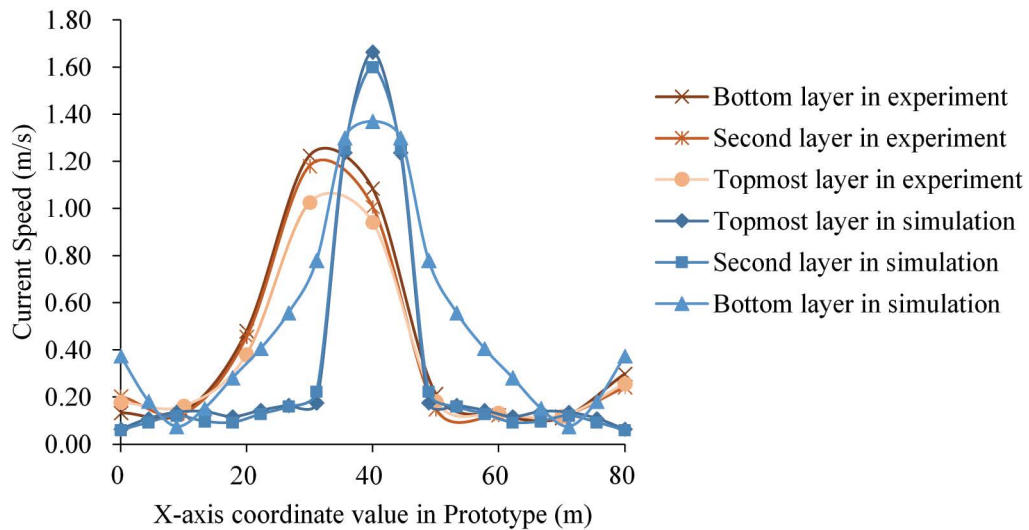 1.80
1.60
1.40
1.20
1.00
0.80
0.60
0.40
0.20
0.00
Current Speed (m/s)
0 20 40 60 80
X-axis coordinate value in Prototype (m)
Bottom layer in experiment
Second layer in experiment
Topmost layer in experiment
Topmost layer in simulation
Second layer in simulation
Bottom layer in simulation